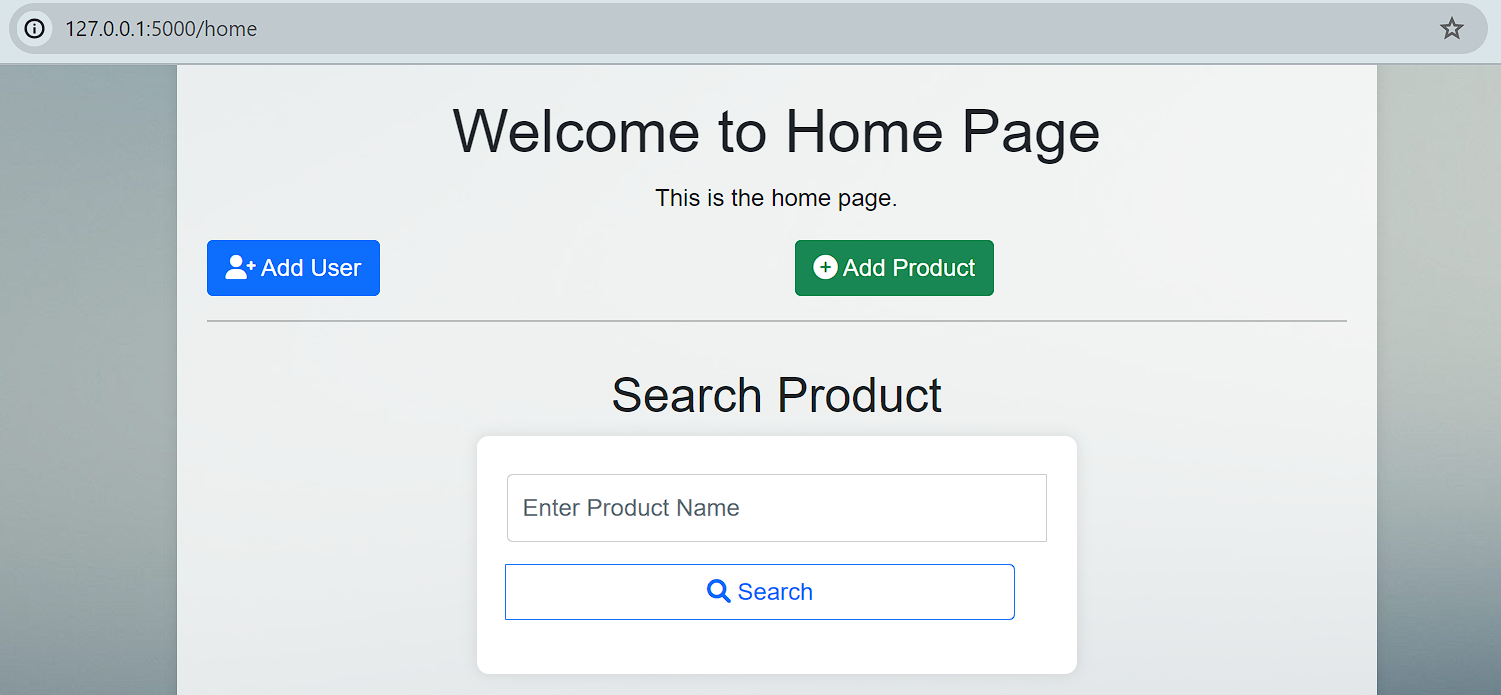 127.0.0.1:5000/home
Welcome to Home Page
This is the home page.
Add User
Add Product
Search Product
Enter Product Name
Search